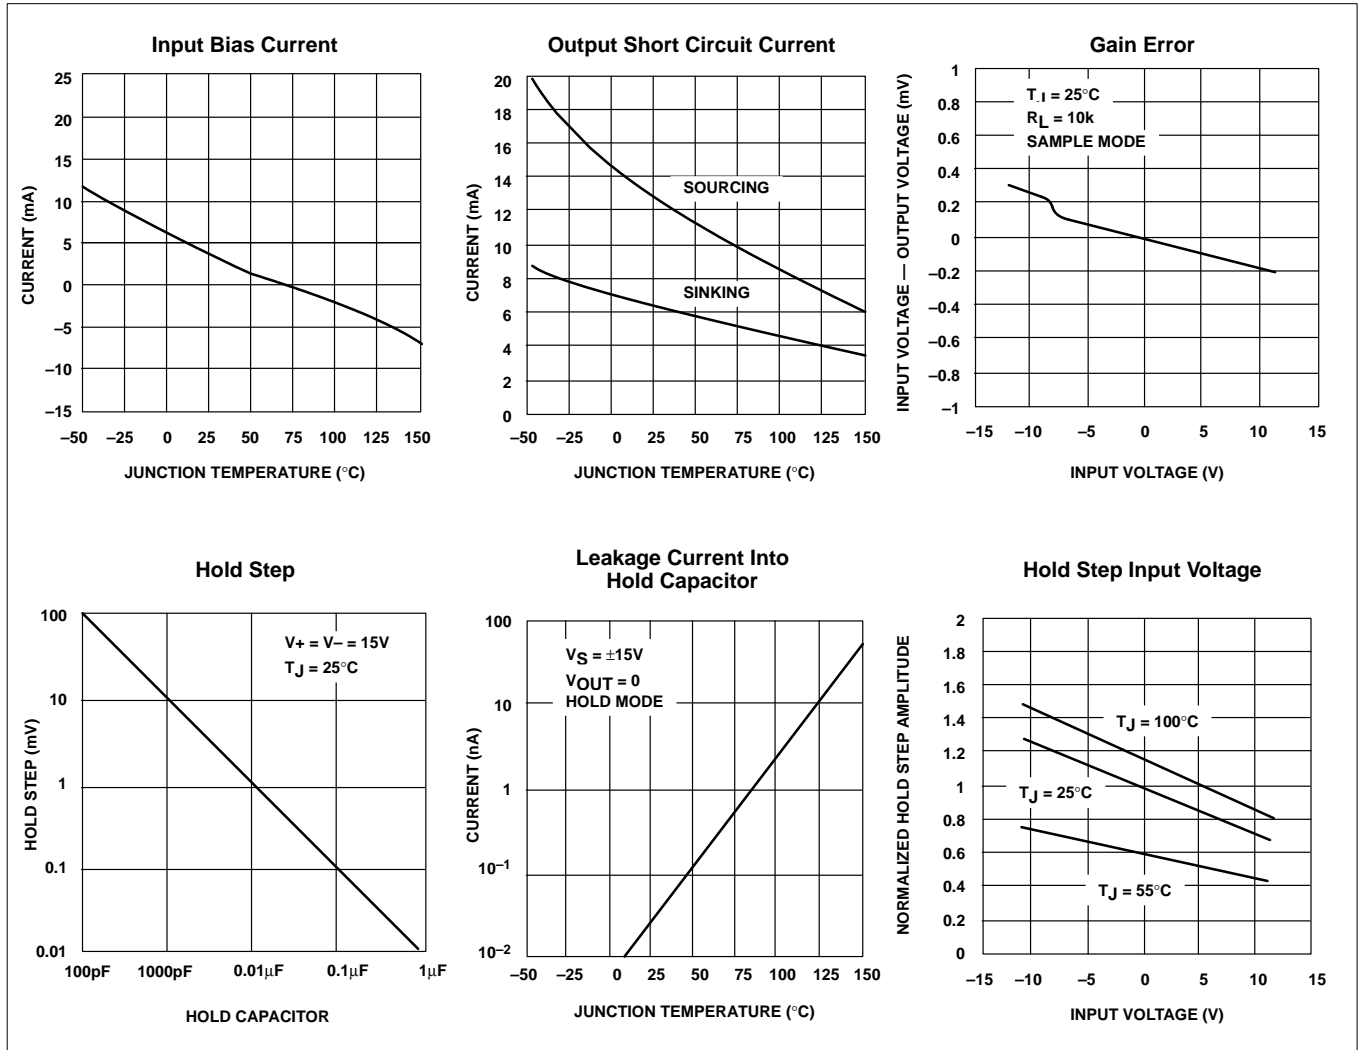 Input Bias Current
25
20
15
10
5
0
–5
–10
–15
CURRENT (mA)
–50 –25 0 25 50 75 100 125 150
JUNCTION TEMPERATURE (°C)
Output Short Circuit Current
20
18
16
14
12
10
8
6
4
2
0
CURRENT (mA)
SOURCING
SINKING
–50 –25 0 25 50 75 100 125 150
JUNCTION TEMPERATURE (°C)
Gain Error
1
0.8
0.6
0.4
0.2
0
–0.2
–0.4
–0.6
–0.8
–1
INPUT VOLTAGE — OUTPUT VOLTAGE (mV)
TJ = 25°C
RL = 10k
SAMPLE MODE
–15 –10 –5 0 5 10 15
INPUT VOLTAGE (V)
Hold Step
100
10
1
0.1
0.01
HOLD STEP (mV)
V+ = V– = 15V
TJ = 25°C
100pF 1000pF 0.01µF 0.1µF 1µF
HOLD CAPACITOR
Leakage Current Into
Hold Capacitor
100
10
1
10–1
10–2
CURRENT (nA)
VS = ±15V
VOUT = 0
HOLD MODE
–50 –25 0 25 50 75 100 125 150
JUNCTION TEMPERATURE (°C)
Hold Step Input Voltage
2
1.8
1.6
1.4
1.2
1
0.8
0.6
0.4
0.2
0
NORMALIZED HOLD STEP AMPLITUDE
TJ = 100°C
TJ = 25°C
TJ = 55°C
–15 –10 –5 0 5 10 15
INPUT VOLTAGE (V)